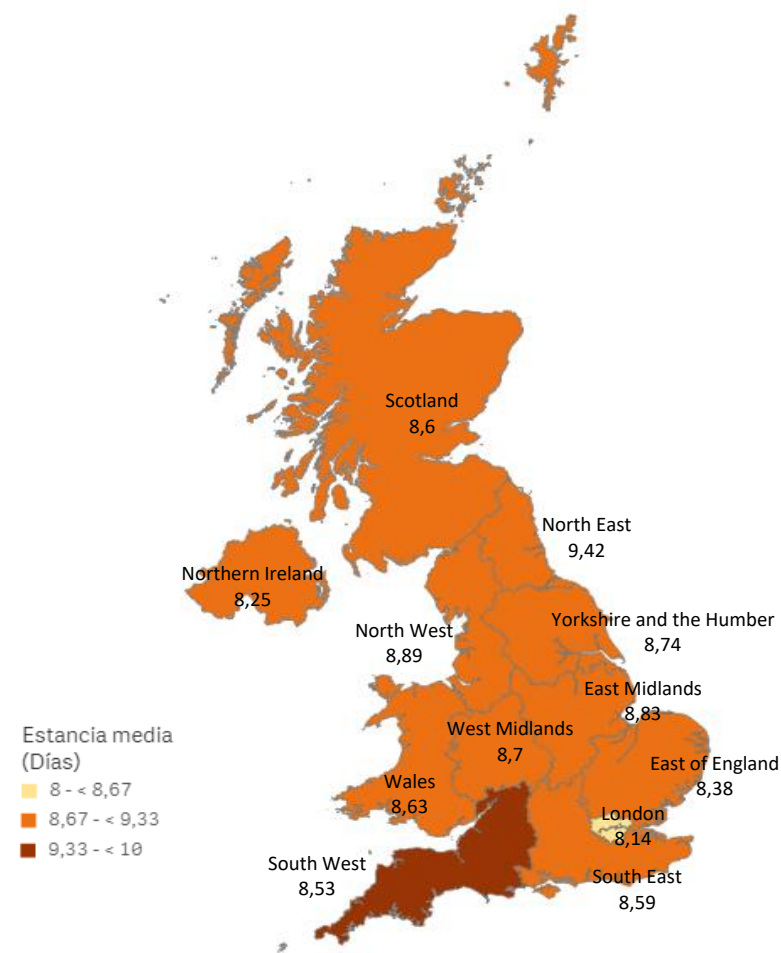 Scotland
8,6
North East
9,42
Northern Ireland
8,25
Yorkshire and the Humber
8,74
North West
8,89
East Midlands
8,83
West Midlands
8,7
East of England
8,38
Wales
8,63
London
8,14
South West
8,53
South East
8,59
Estancia media
(Días)
8 - < 8,67
8,67 - < 9,33
9,33 - < 10